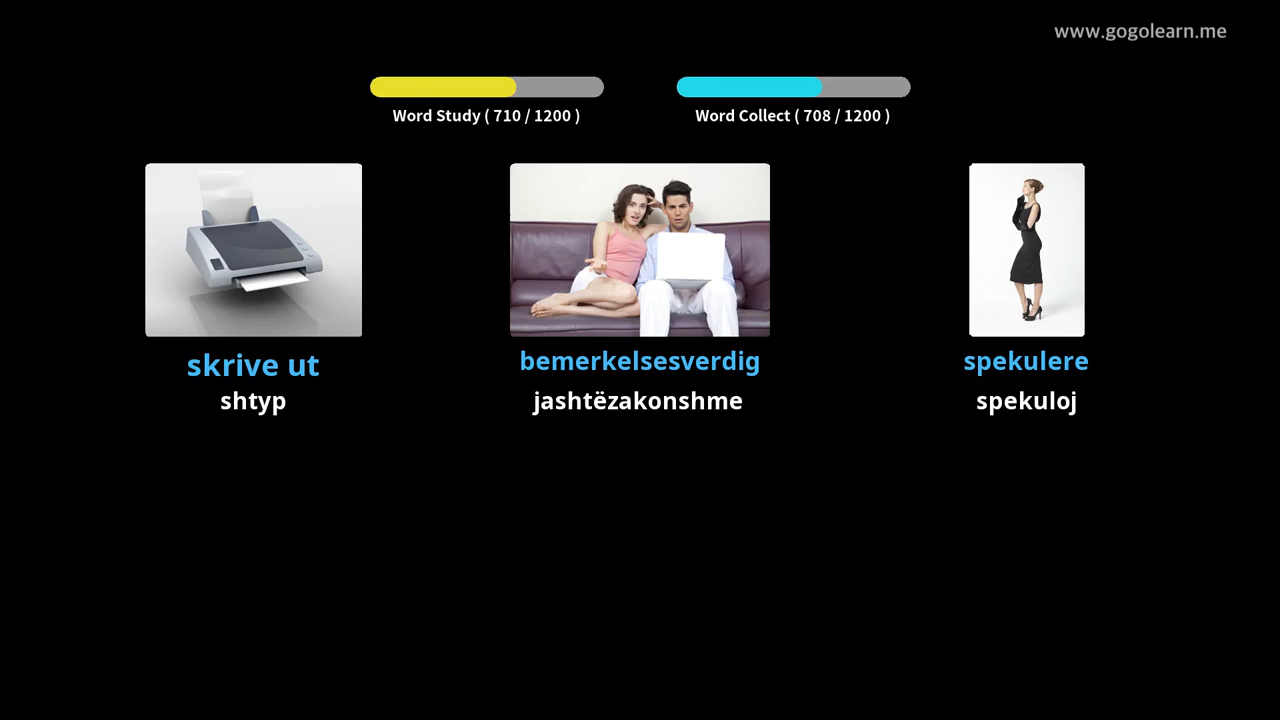 www.gogolearn.me
Word Study ( 710 / 1200 )
Word Collect ( 708 / 1200 )
skrive ut
shtyp
bemerkelsesverdig
jashtëzakonshme
spekulere
spekuloj